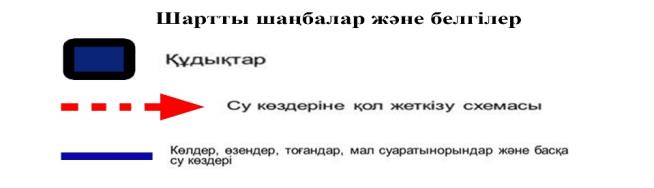 Шартты шаңбалар және белгілер
Құдықтар
Су көздеріне қол жеткізу схемасы
Көлдер, өзендер, тоғандар, мал суаратынорындар және басқа
су көздері